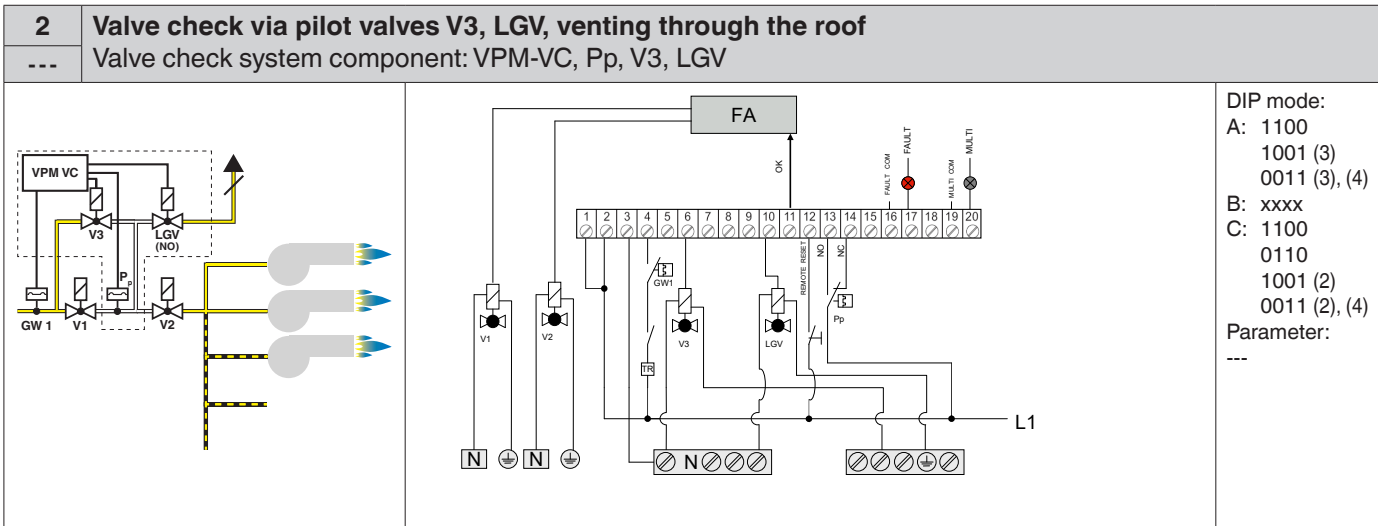 2 Valve check via pilot valves V3, LGV, venting through the roof
--- Valve check system component: VPM-VC, Pp, V3, LGV
VPM VC
V3
LGV
(NO)
Pp
GW 1
V1
V2
FA
OK
FAULT COM
FAULT
MULTI COM
MULTI
1 2 3 4 5 6 7 8 9 10 11 12 13 14 15 16 17 18 19 20
REMOTE RESET
NO
NC
GW1
Pp
V1
V2
V3
LGV
TR
L1
N
N
N
DIP mode:
A: 1100
1001 (3)
0011 (3), (4)
B: xxxx
C: 1100
0110
1001 (2)
0011 (2), (4)
Parameter:
---